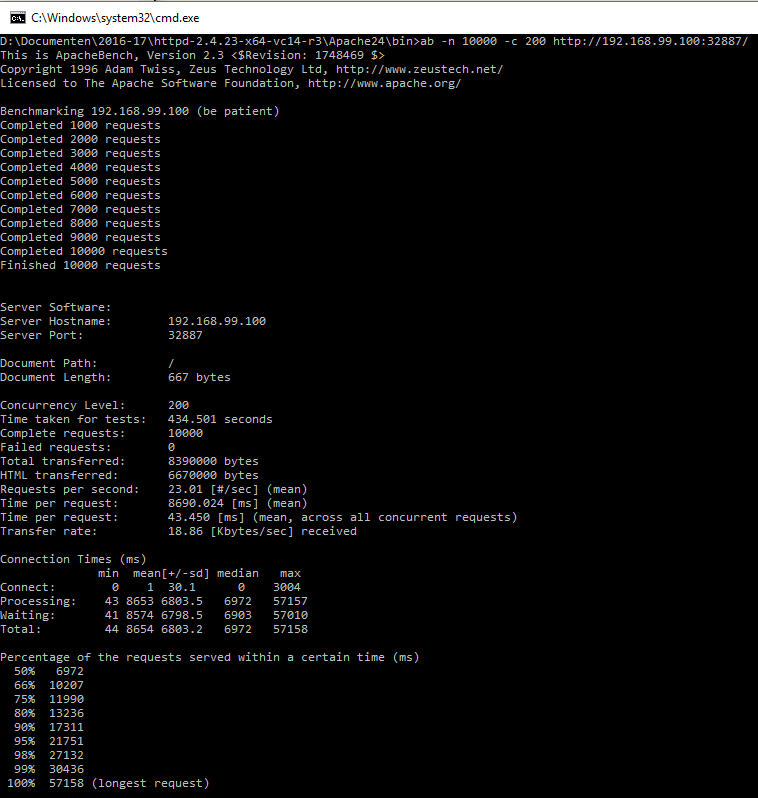 C:\Windows\system32\cmd.exe
D:\Documenten\2016-17\httpd-2.4.23-x64-vc14-r3\Apache24\bin>ab -n 10000 -c 200 http://192.168.99.100:32887/
This is ApacheBench, Version 2.3 <$Revision: 1748469 $>
Copyright 1996 Adam Twiss, Zeus Technology Ltd, http://www.zeustech.net/
Licensed to The Apache Software Foundation, http://www.apache.org/

Benchmarking 192.168.99.100 (be patient)
Completed 1000 requests
Completed 2000 requests
Completed 3000 requests
Completed 4000 requests
Completed 5000 requests
Completed 6000 requests
Completed 7000 requests
Completed 8000 requests
Completed 9000 requests
Completed 10000 requests
Finished 10000 requests


Server Software:
Server Hostname:        192.168.99.100
Server Port:            32887

Document Path:          /
Document Length:        667 bytes

Concurrency Level:      200
Time taken for tests:   434.501 seconds
Complete requests:      10000
Failed requests:        0
Total transferred:      8390000 bytes
HTML transferred:       6670000 bytes
Requests per second:    23.01 [#/sec] (mean)
Time per request:       8690.024 [ms] (mean)
Time per request:       43.450 [ms] (mean, across all concurrent requests)
Transfer rate:          18.86 [Kbytes/sec] received

Connection Times (ms)
              min  mean[+/-sd] median   max
Connect:        0    1  30.1      0    3004
Processing:    43 8653 6803.5   6972   57157
Waiting:       41 8574 6798.5   6903   57010
Total:         44 8654 6803.2   6972   57158

Percentage of the requests served within a certain time (ms)
  50%   6972
  66%  10207
  75%  11990
  80%  13236
  90%  17311
  95%  21751
  98%  27132
  99%  30436
 100%  57158 (longest request)